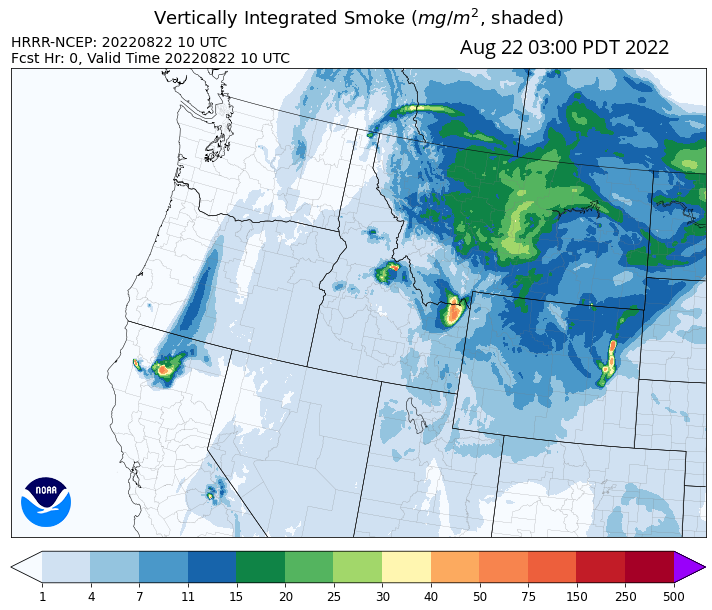 Vertically Integrated Smoke (mg/m², shaded)
HRRR-NCEP: 20220822 10 UTC
Aug 22 03:00 PDT 2022
Fcst Hr: 0, Valid Time 20220822 10 UTC
NOAA
1 4 7 11 15 20 25 30 40 50 75 150 250 500